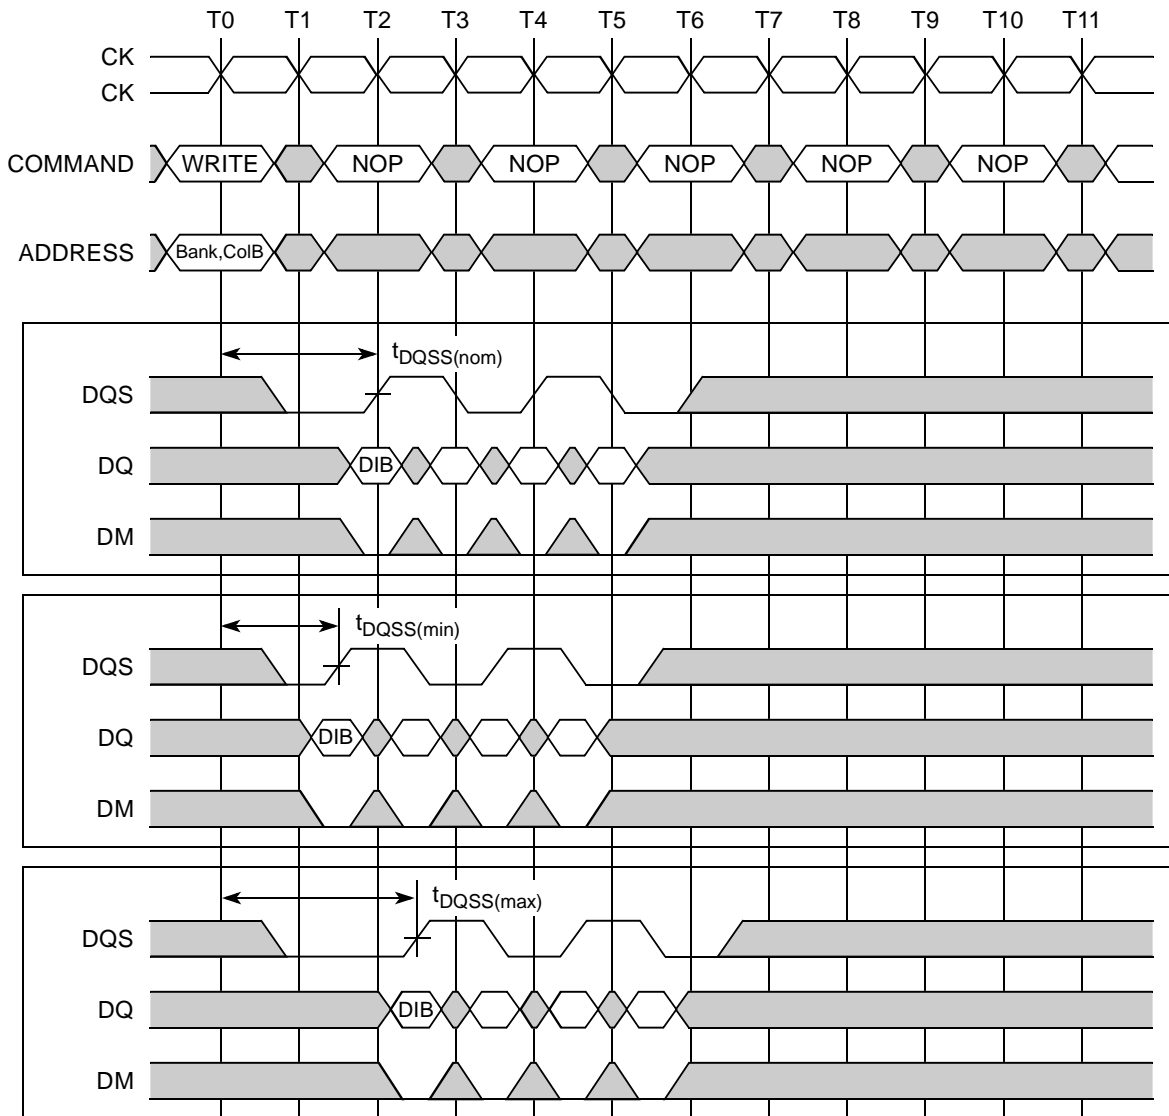 T0 T1 T2 T3 T4 T5 T6 T7 T8 T9 T10 T11
CK
CK
COMMAND WRITE NOP NOP NOP NOP NOP
ADDRESS Bank,ColB
tDQSS(nom)
DQS
DQ DIB
DM
tDQSS(min)
DQS
DQ DIB
DM
tDQSS(max)
DQS
DQ DIB
DM